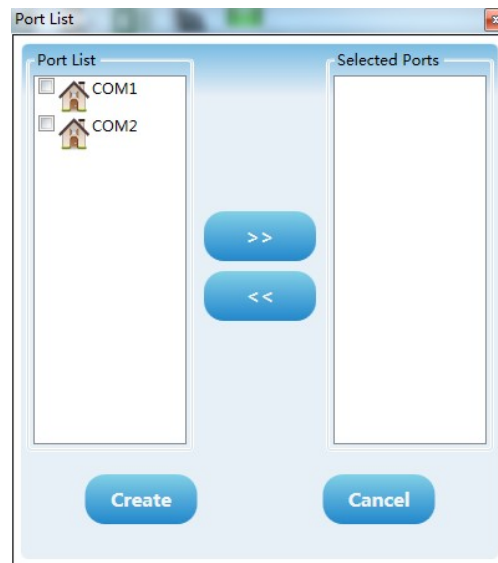 Port List
Port List
Selected Ports
COM1
COM2
>>
<<
Create
Cancel